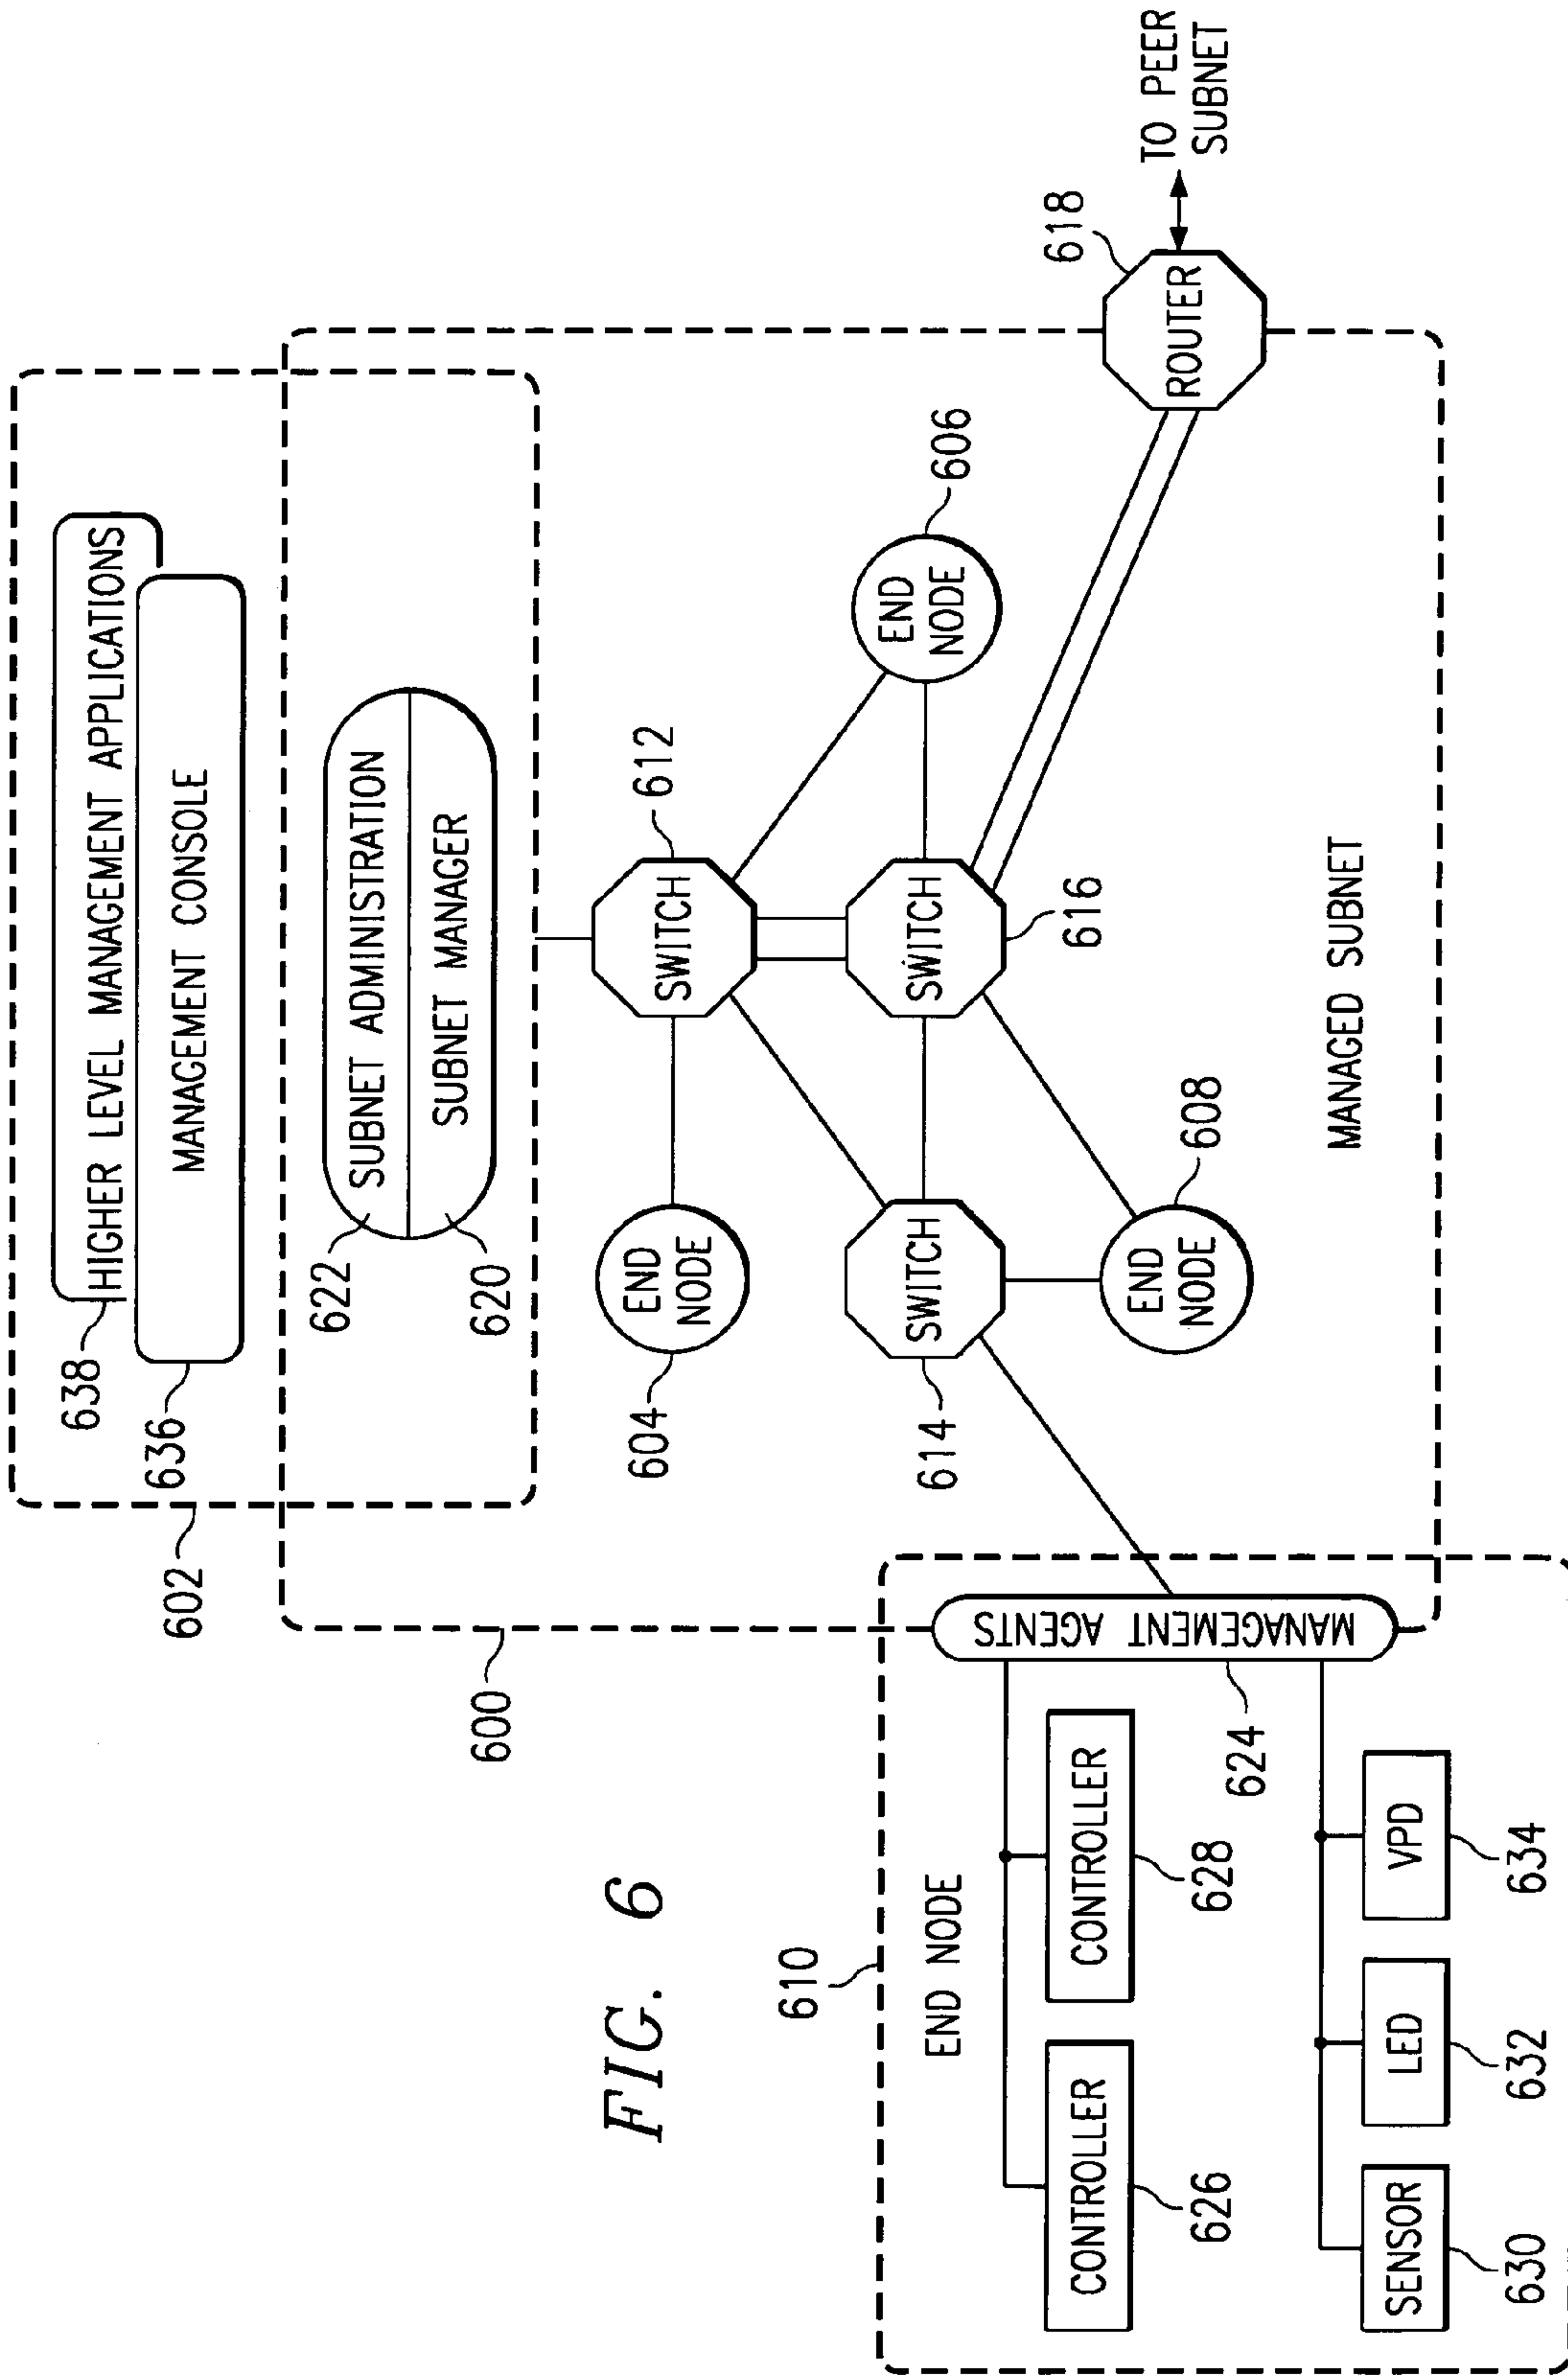 638
HIGHER LEVEL MANAGEMENT APPLICATIONS
636
MANAGEMENT CONSOLE
602
622
SUBNET ADMINISTRATION
620
SUBNET MANAGER
600
604
END
NODE
SWITCH
612
614
SWITCH
SWITCH
616
END
NODE
606
END
NODE
608
ROUTER
618
TO PEER
SUBNET
MANAGED SUBNET
FIG. 6
610
END NODE
MANAGEMENT AGENTS
624
CONTROLLER
626
CONTROLLER
628
SENSOR
630
LED
632
VPD
634